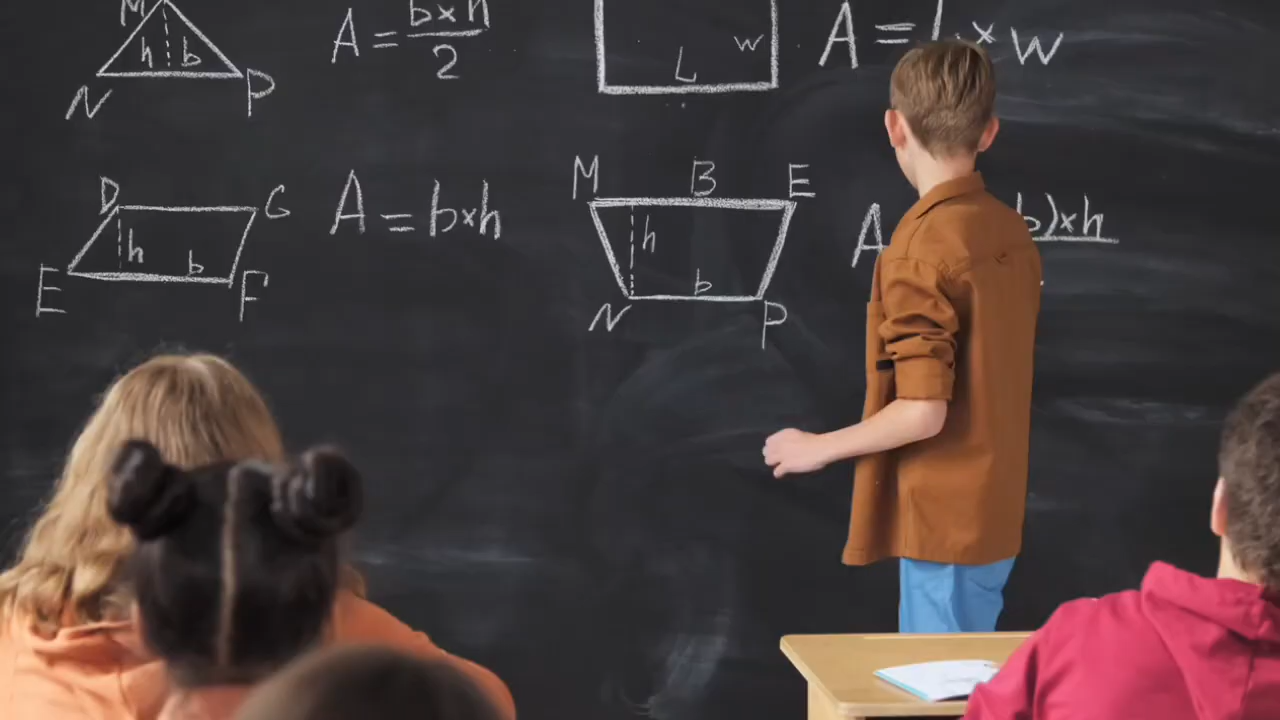 M
h b
N P
A = b×h
2
L w
A = L × W
D G
h b
E F
A = b×h
M B E
h
b
N P
A b)×h